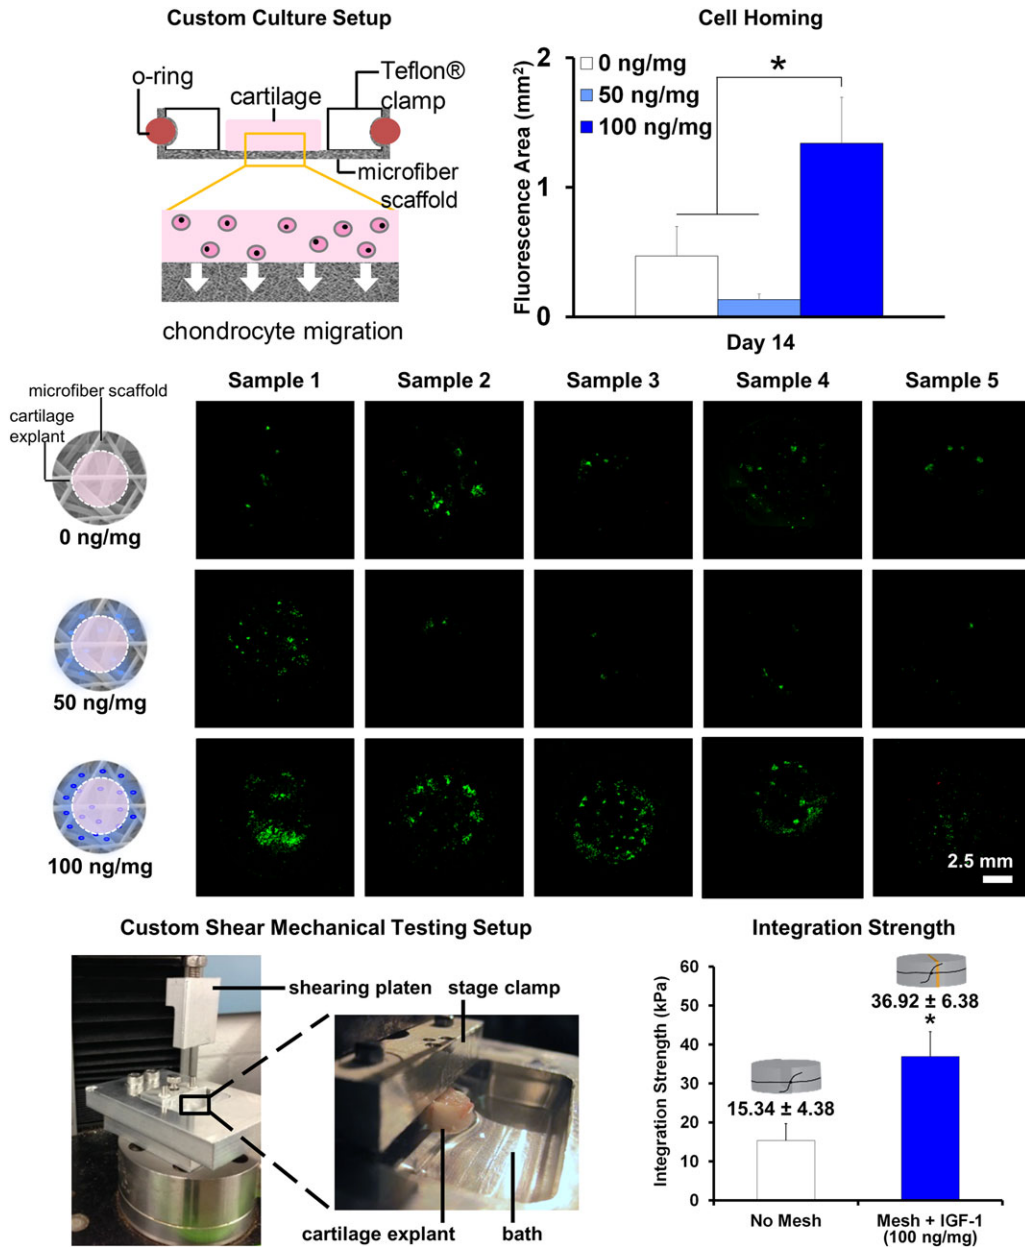 Custom Culture Setup
o-ring
cartilage
Teflon®
clamp
microfiber
scaffold
chondrocyte migration
Cell Homing
Fluorescence Area (mm²)
2
1
0
0 ng/mg
50 ng/mg
100 ng/mg
*
Day 14
Sample 1 Sample 2 Sample 3 Sample 4 Sample 5
microfiber scaffold
cartilage
explant
0 ng/mg
50 ng/mg
100 ng/mg
2.5 mm
Custom Shear Mechanical Testing Setup
shearing platen
stage clamp
cartilage explant
bath
Integration Strength
Integration Strength (kPa)
60
50
40
30
20
10
0
15.34 ± 4.38
36.92 ± 6.38
*
No Mesh
Mesh + IGF-1
(100 ng/mg)